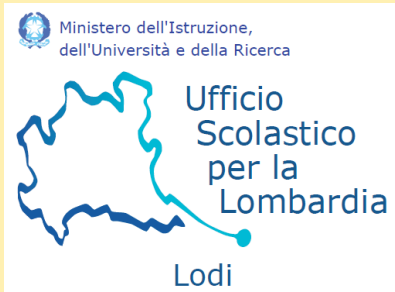 Ministero dell'Istruzione,
dell'Università e della Ricerca
Ufficio
Scolastico
per la
Lombardia
Lodi